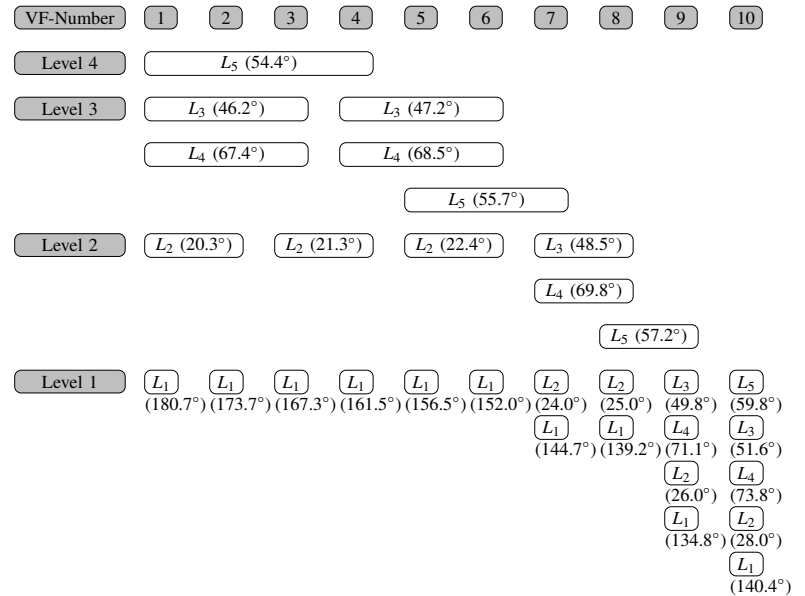 VF-Number 1 2 3 4 5 6 7 8 9 10
Level 4 L₅ (54.4°)
Level 3 L₃ (46.2°) L₃ (47.2°)
L₄ (67.4°) L₄ (68.5°)
L₅ (55.7°)
Level 2 L₂ (20.3°) L₂ (21.3°) L₂ (22.4°) L₃ (48.5°)
L₄ (69.8°)
L₅ (57.2°)
Level 1 L₁ L₁ L₁ L₁ L₁ L₁ L₂ L₂ L₃ L₅
(180.7°) (173.7°) (167.3°) (161.5°) (156.5°) (152.0°) (24.0°) (25.0°) (49.8°) (59.8°)
L₁ L₁ L₄ L₃
(144.7°) (139.2°) (71.1°) (51.6°)
L₂ L₄
(26.0°) (73.8°)
L₁ L₂
(134.8°) (28.0°)
L₁
(140.4°)